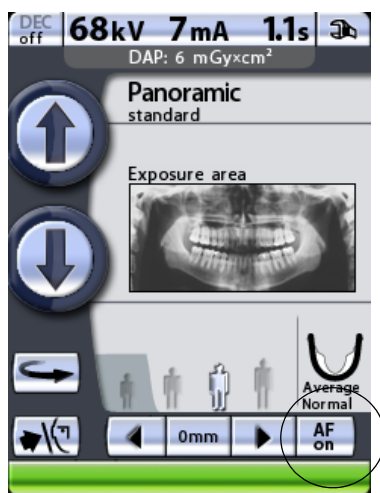 DEC off 68kV 7mA 1.1s
DAP: 6 mGy×cm²
Panoramic
standard
Exposure area
Average
Normal
0mm
AF
on